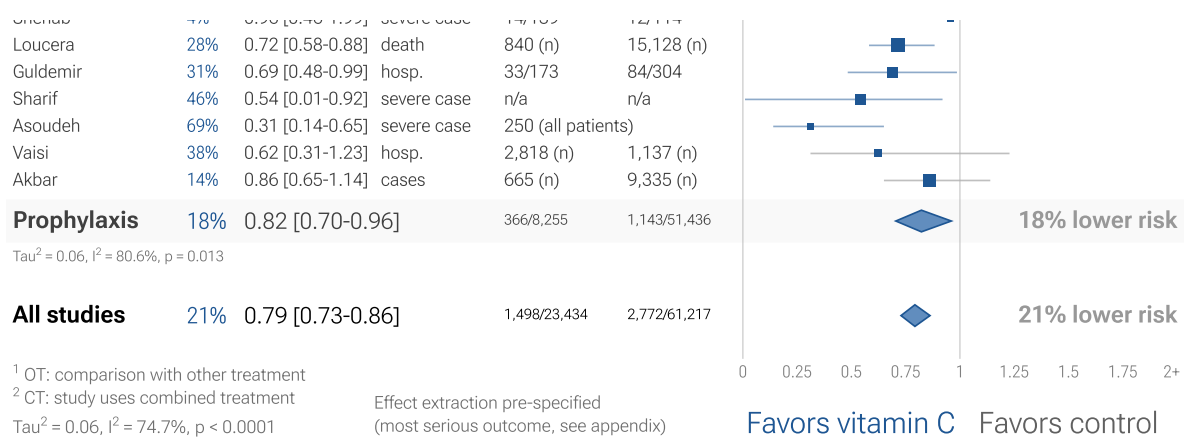 Loucera 28% 0.72 [0.58-0.88] death 840 (n) 15,128 (n)
Guldemir 31% 0.69 [0.48-0.99] hosp. 33/173 84/304
Sharif 46% 0.54 [0.01-0.92] severe case n/a n/a
Asoudeh 69% 0.31 [0.14-0.65] severe case 250 (all patients)
Vaisi 38% 0.62 [0.31-1.23] hosp. 2,818 (n) 1,137 (n)
Akbar 14% 0.86 [0.65-1.14] cases 665 (n) 9,335 (n)
Prophylaxis 18% 0.82 [0.70-0.96] 366/8,255 1,143/51,436 18% lower risk
Tau² = 0.06, I² = 80.6%, p = 0.013
All studies 21% 0.79 [0.73-0.86] 1,498/23,434 2,772/61,217 21% lower risk
0 0.25 0.5 0.75 1 1.25 1.5 1.75 2+
¹ OT: comparison with other treatment
² CT: study uses combined treatment
Tau² = 0.06, I² = 74.7%, p < 0.0001
Effect extraction pre-specified
(most serious outcome, see appendix)
Favors vitamin C Favors control